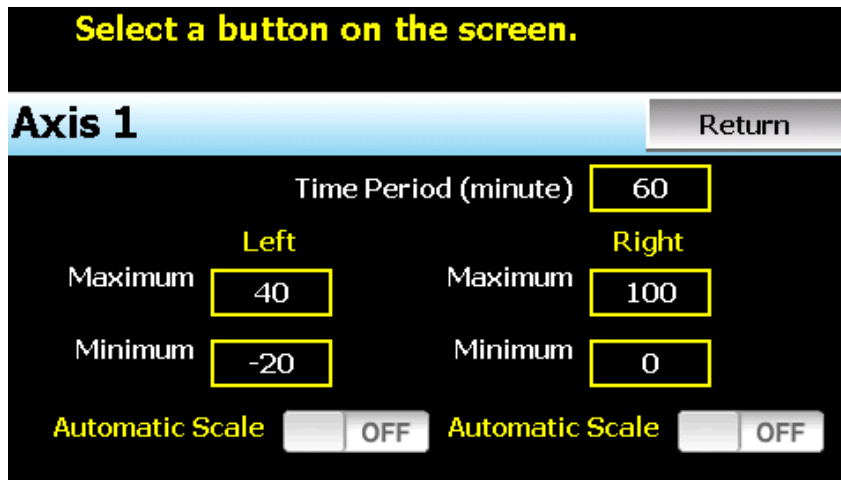 Select a button on the screen.
Axis 1 Return
Time Period (minute) 60
Left Right
Maximum 40 Maximum 100
Minimum -20 Minimum 0
Automatic Scale OFF Automatic Scale OFF